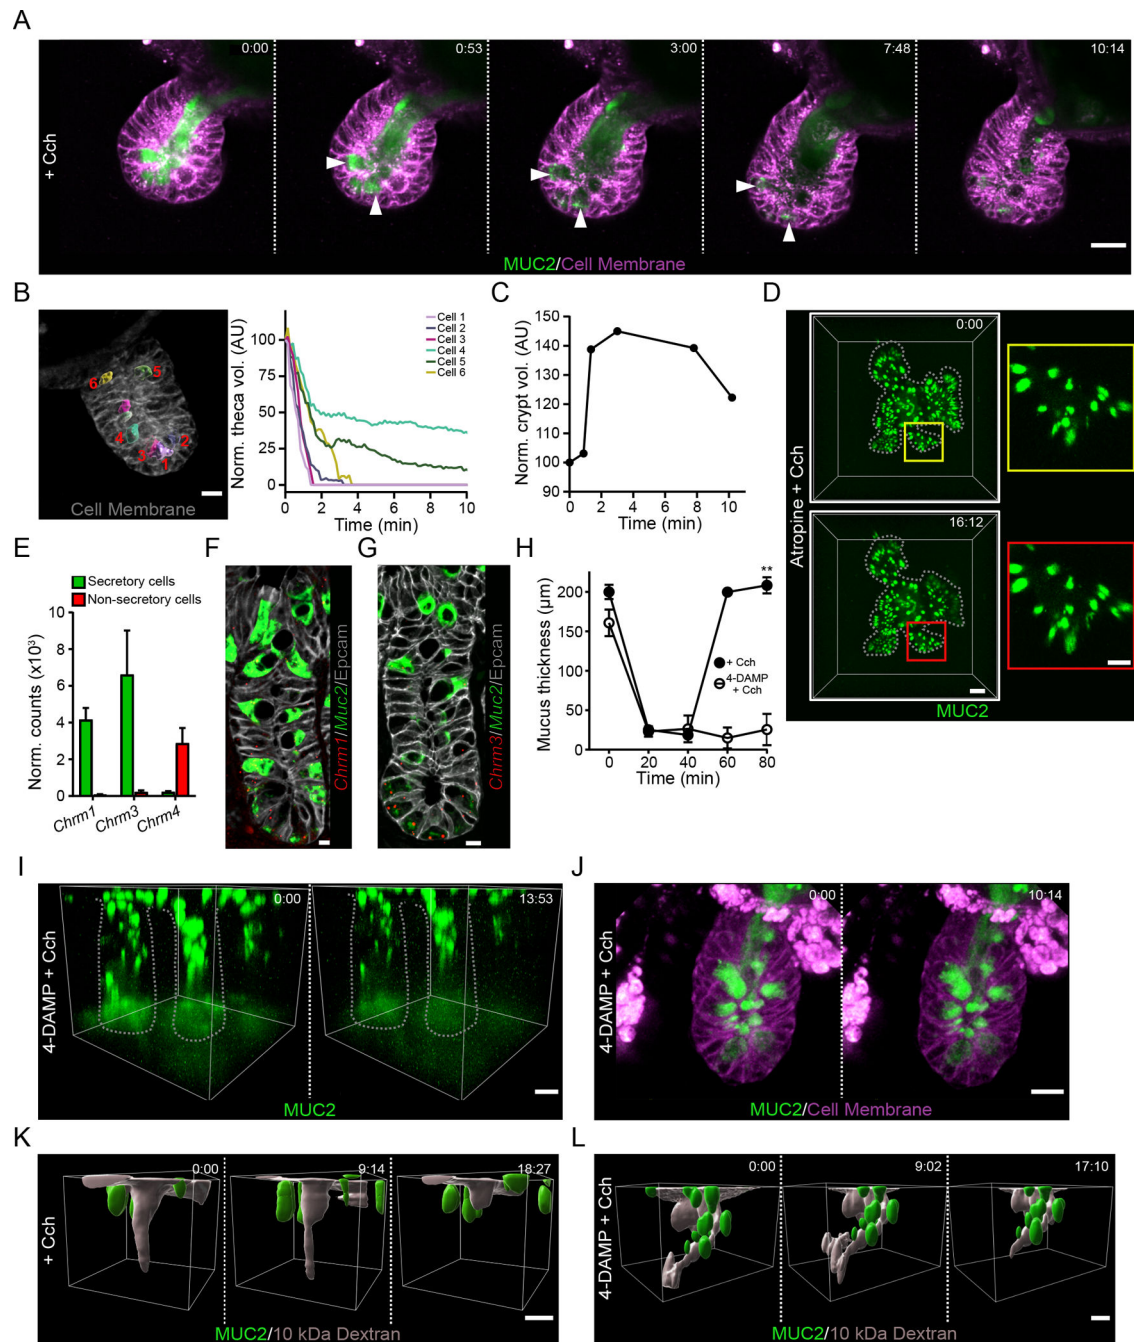 A
0:00
0:53
3:00
7:48
10:14
+ Cch
MUC2/Cell Membrane
B
6
5
4
3
2
1
Cell Membrane
Norm. theca vol. (AU)
100
75
50
25
0
0 2 4 6 8 10
Time (min)
Cell 1
Cell 2
Cell 3
Cell 4
Cell 5
Cell 6
C
Norm. crypt vol. (AU)
150
140
130
120
110
100
90
0 2 4 6 8 10
Time (min)
D
Atropine + Cch
0:00
16:12
MUC2
E
Secretory cells
Non-secretory cells
Norm. counts (x10³)
10
8
6
4
2
0
Chrm1
Chrm3
Chrm4
F
Chrm1/Muc2/Epcam
G
Chrm3/Muc2/Epcam
H
Mucus thickness (µm)
200
150
100
50
0
0 20 40 60 80
Time (min)
**
+ Cch
4-DAMP
+ Cch
I
4-DAMP + Cch
0:00
13:53
MUC2
J
4-DAMP + Cch
0:00
10:14
MUC2/Cell Membrane
K
+ Cch
0:00
9:14
18:27
MUC2/10 kDa Dextran
L
4-DAMP + Cch
0:00
9:02
17:10
MUC2/10 kDa Dextran